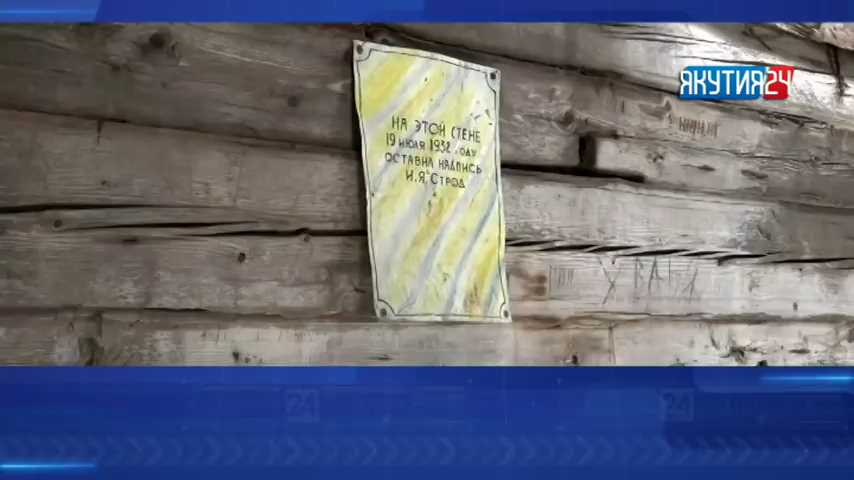 ЯКУТИЯ24
НА ЭТОЙ СТЕНЕ
19 ИЮЛЯ 1932 ГОДУ
ОСТАВИЛ НАДПИСЬ
И.Я. СТРОД